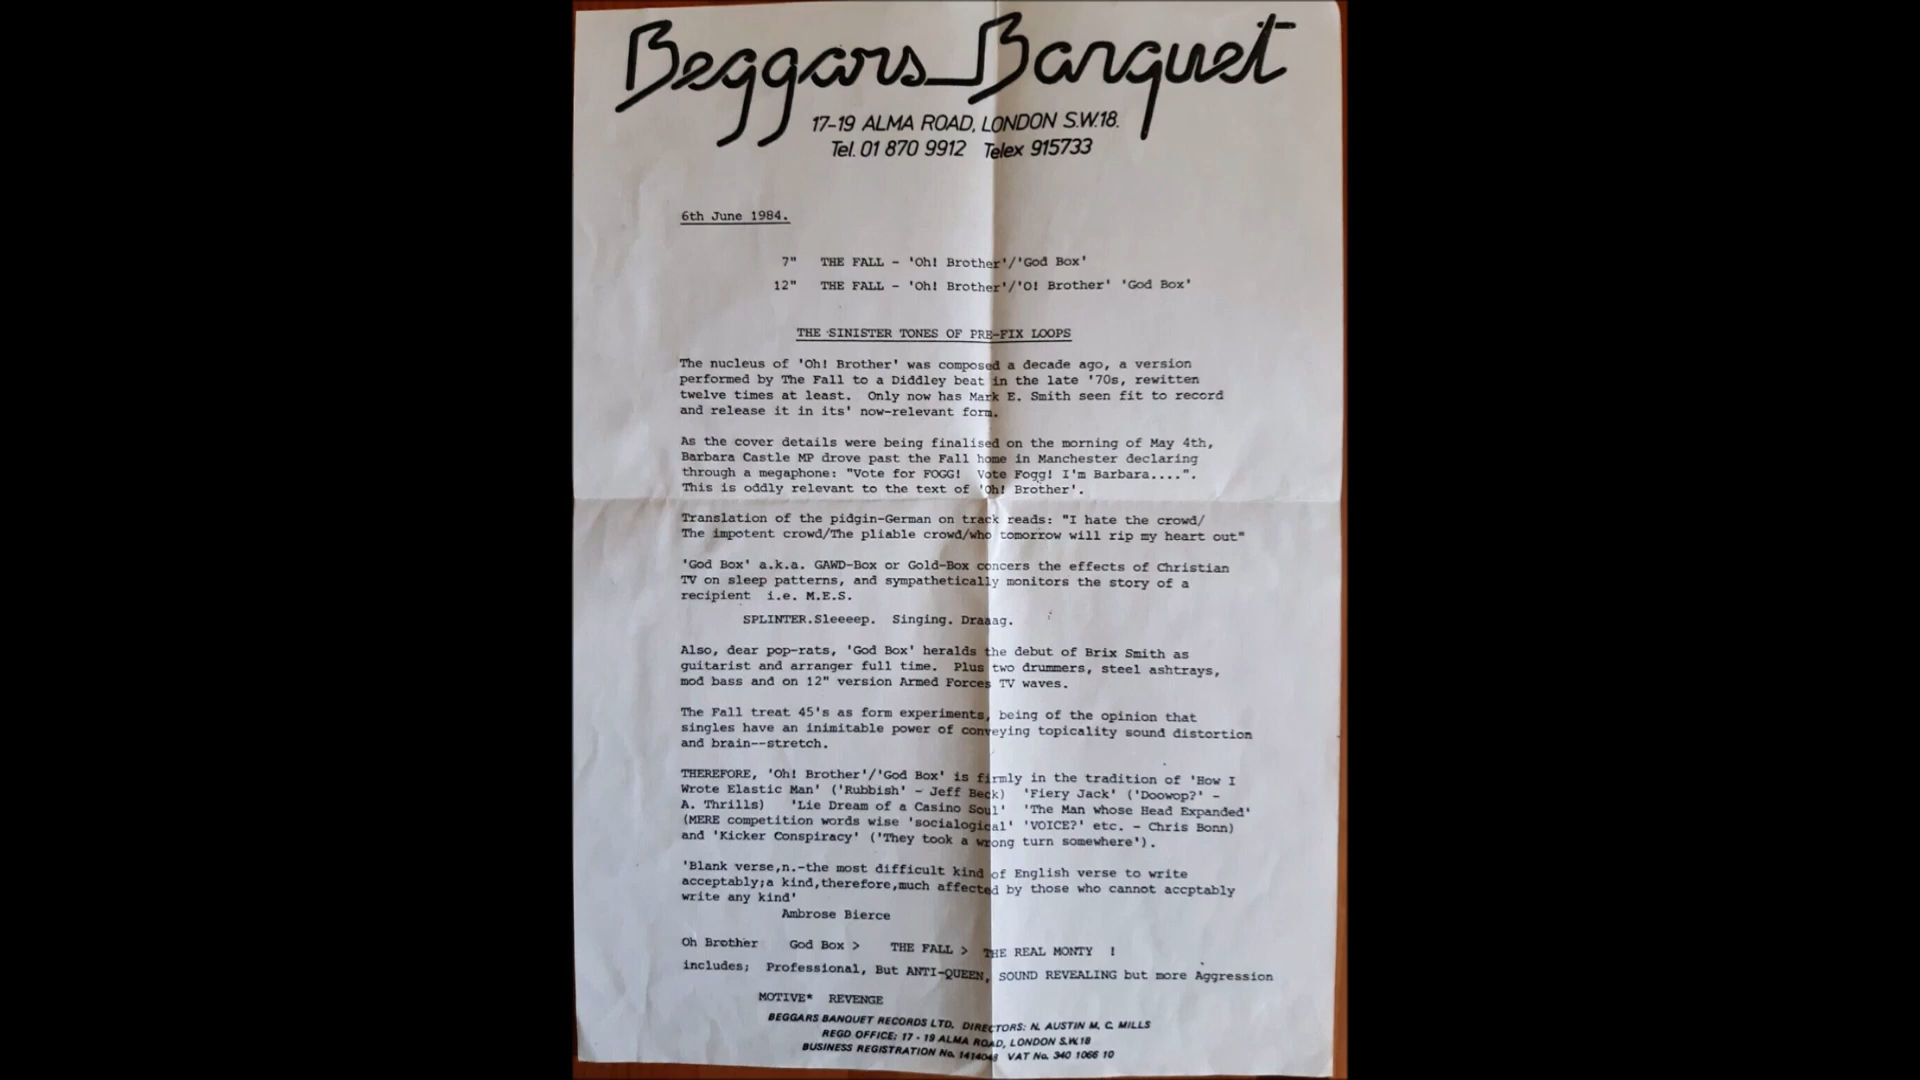 Beggars Banquet
17-19 ALMA ROAD, LONDON S.W.18.
Tel. 01 870 9912 Telex 915733
6th June 1984.
7" THE FALL - 'Oh! Brother'/'God Box'
12" THE FALL - 'Oh! Brother'/'O! Brother' 'God Box'
THE SINISTER TONES OF PRE-FIX LOOPS
The nucleus of 'Oh! Brother' was composed a decade ago, a version
performed by The Fall to a Diddley beat in the late '70s, rewitten
twelve times at least. Only now has Mark E. Smith seen fit to record
and release it in its' now-relevant form.
As the cover details were being finalised on the morning of May 4th,
Barbara Castle MP drove past the Fall home in Manchester declaring
through a megaphone: "Vote for FOGG! Vote Fogg! I'm Barbara....".
This is oddly relevant to the text of 'Oh! Brother'.
Translation of the pidgin-German on track reads: "I hate the crowd/
The impotent crowd/The pliable crowd/who tomorrow will rip my heart out"
'God Box' a.k.a. GAWD-Box or Gold-Box concers the effects of Christian
TV on sleep patterns, and sympathetically monitors the story of a
recipient i.e. M.E.S.
SPLINTER.Sleeeep. Singing. Draaag.
Also, dear pop-rats, 'God Box' heralds the debut of Brix Smith as
guitarist and arranger full time. Plus two drummers, steel ashtrays,
mod bass and on 12" version Armed Forces TV waves.
The Fall treat 45's as form experiments, being of the opinion that
singles have an inimitable power of conveying topicality sound distortion
and brain--stretch.
THEREFORE, 'Oh! Brother'/'God Box' is firmly in the tradition of 'How I
Wrote Elastic Man' ('Rubbish' - Jeff Beck) 'Fiery Jack' ('Doowop?' -
A. Thrills) 'Lie Dream of a Casino Soul' 'The Man whose Head Expanded'
(MERE competition words wise 'socialogical' 'VOICE?' etc. - Chris Bonn)
and 'Kicker Conspiracy' ('They took a wrong turn somewhere').
'Blank verse,n.-the most difficult kind of English verse to write
acceptably;a kind,therefore,much affected by those who cannot accptably
write any kind'
Ambrose Bierce
Oh Brother God Box > THE FALL > THE REAL MONTY !
includes; Professional, But ANTI-QUEEN, SOUND REVEALING but more Aggression
MOTIVE* REVENGE
BEGGARS BANQUET RECORDS LTD. DIRECTORS: N. AUSTIN M. C. MILLS
REGD OFFICE: 17 - 19 ALMA ROAD, LONDON S.W.18
BUSINESS REGISTRATION No. 1414048 VAT No. 340 1066 10